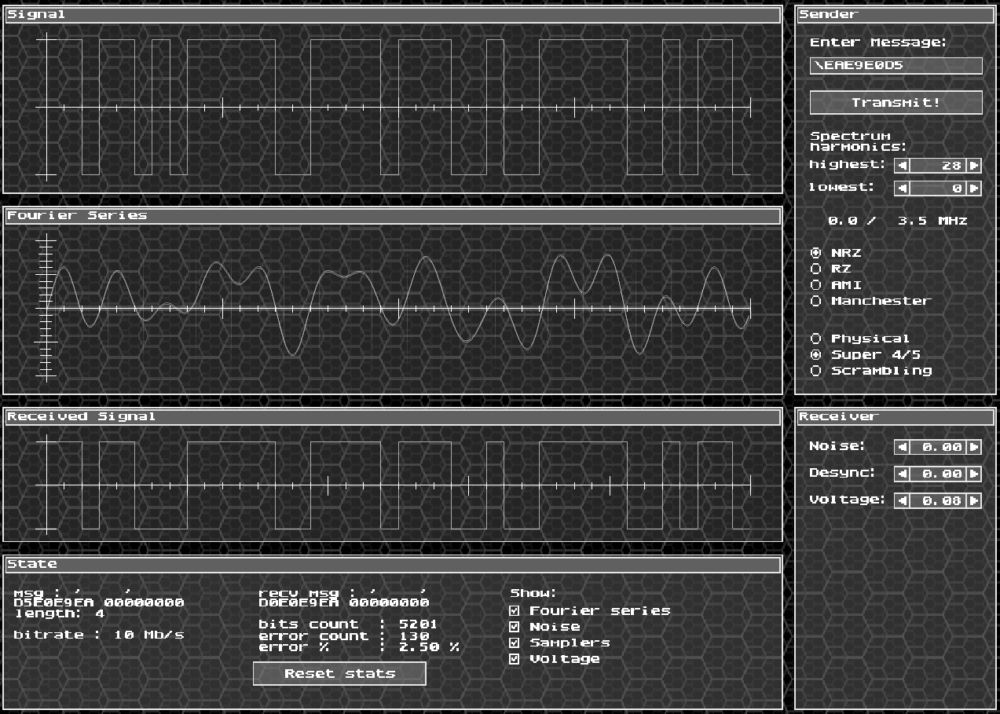 Signal
Sender
Enter Message:
\EAE9E0D5
Transmit!
Spectrum
harmonics:
highest: 28
lowest: 0
0.0 / 3.5 MHz
NRZ
RZ
AMI
Manchester
Physical
Super 4/5
Scrambling
Fourier Series
Received Signal
Receiver
Noise: 0.00
Desync: 0.00
Voltage: 0.08
State
msg : ' '
D5E0E9EA 00000000
length: 4
bitrate : 10 Mb/s
recv msg : ' '
D0E0E9EA 00000000
bits count : 5201
error count : 130
error % : 2.50 %
Reset stats
Show:
Fourier series
Noise
Samplers
Voltage